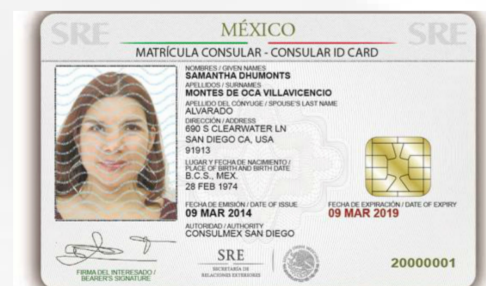 SRE
MÉXICO
SRE
MATRÍCULA CONSULAR - CONSULAR ID CARD
NOMBRES / GIVEN NAMES
SAMANTHA DHUMONTS
APELLIDOS / SURNAMES
MONTES DE OCA VILLAVICENCIO
APELLIDO DEL CÓNYUGE / SPOUSE'S LAST NAME
ALVARADO
DIRECCIÓN / ADDRESS
690 S CLEARWATER LN
SAN DIEGO CA, USA
91913
LUGAR Y FECHA DE NACIMIENTO /
PLACE OF BIRTH AND BIRTH DATE
B.C.S., MEX.
28 FEB 1974
FECHA DE EMISIÓN / DATE OF ISSUE
09 MAR 2014
FECHA DE EXPIRACIÓN / DATE OF EXPIRY
09 MAR 2019
AUTORIDAD / AUTHORITY
CONSULMEX SAN DIEGO
FIRMA DEL INTERESADO /
BEARER'S SIGNATURE
SRE
SECRETARÍA DE
RELACIONES EXTERIORES
20000001